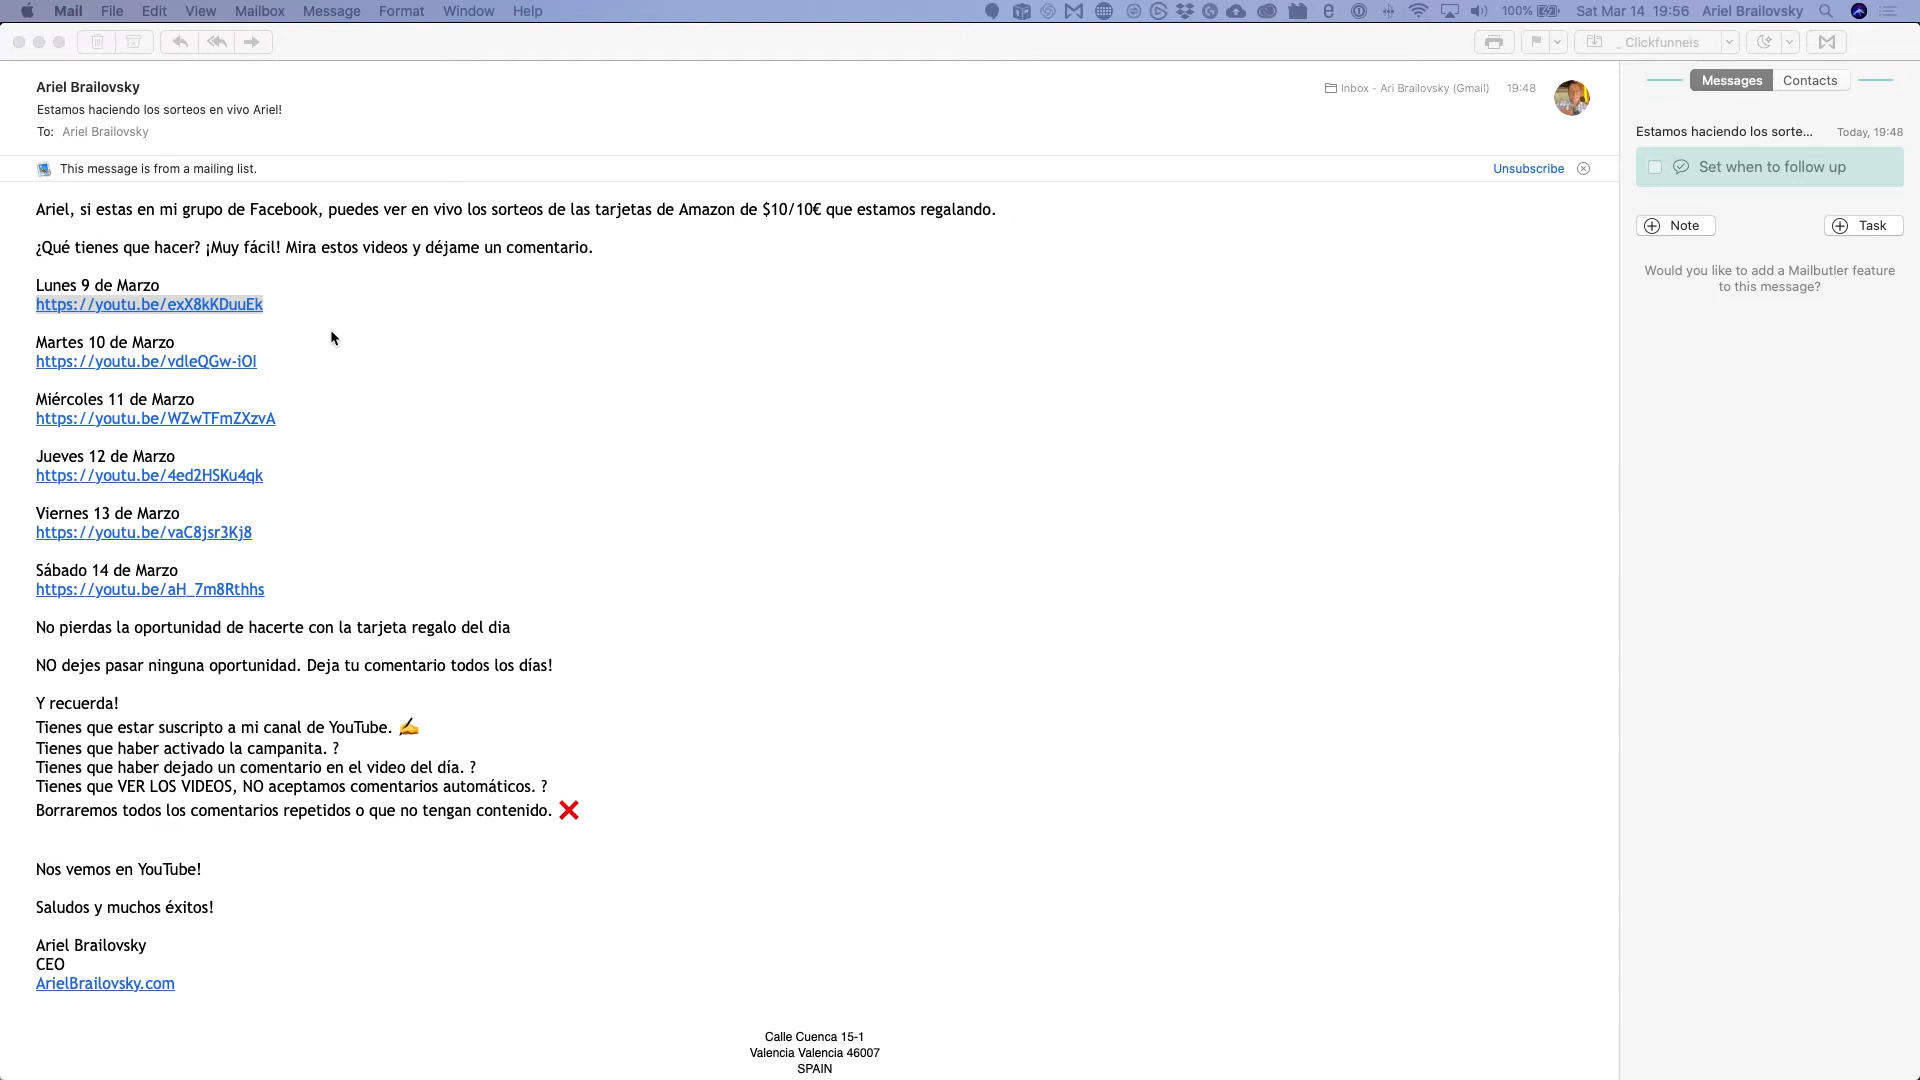 Mail File Edit View Mailbox Message Format Window Help 100% Sat Mar 14 19:56 Ariel Brailovsky
_ Clickfunnels
Ariel Brailovsky
Inbox - Ari Brailovsky (Gmail) 19:48
Estamos haciendo los sorteos en vivo Ariel!
To: Ariel Brailovsky
This message is from a mailing list.
Unsubscribe
Ariel, si estas en mi grupo de Facebook, puedes ver en vivo los sorteos de las tarjetas de Amazon de $10/10€ que estamos regalando.
¿Qué tienes que hacer? ¡Muy fácil! Mira estos videos y déjame un comentario.
Lunes 9 de Marzo
https://youtu.be/exX8kKDuuEk
Martes 10 de Marzo
https://youtu.be/vdleQGw-iOI
Miércoles 11 de Marzo
https://youtu.be/WZwTFmZXzvA
Jueves 12 de Marzo
https://youtu.be/4ed2HSKu4qk
Viernes 13 de Marzo
https://youtu.be/vaC8jsr3Kj8
Sábado 14 de Marzo
https://youtu.be/aH_7m8Rthhs
No pierdas la oportunidad de hacerte con la tarjeta regalo del dia
NO dejes pasar ninguna oportunidad. Deja tu comentario todos los días!
Y recuerda!
Tienes que estar suscripto a mi canal de YouTube. ✍
Tienes que haber activado la campanita. ?
Tienes que haber dejado un comentario en el video del día. ?
Tienes que VER LOS VIDEOS, NO aceptamos comentarios automáticos. ?
Borraremos todos los comentarios repetidos o que no tengan contenido. ❌
Nos vemos en YouTube!
Saludos y muchos éxitos!
Ariel Brailovsky
CEO
ArielBrailovsky.com
Calle Cuenca 15-1
Valencia Valencia 46007
SPAIN
Messages Contacts
Estamos haciendo los sorte... Today, 19:48
Set when to follow up
Note Task
Would you like to add a Mailbutler feature
to this message?